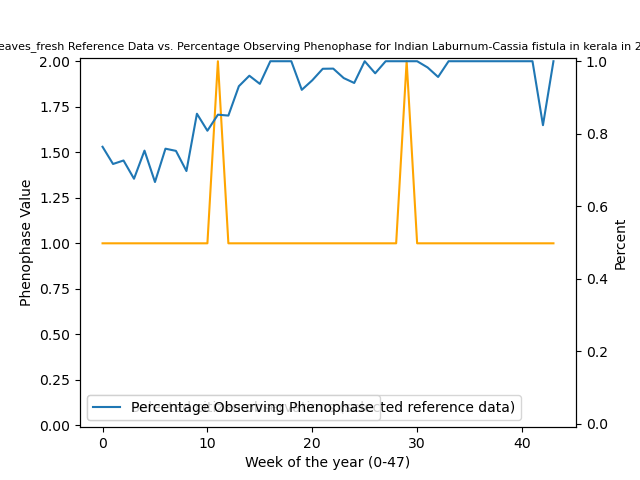 eaves_fresh Reference Data vs. Percentage Observing Phenophase for Indian Laburnum-Cassia fistula in kerala in 2
2.00
1.75
1.50
1.25
1.00
0.75
0.50
0.25
0.00
Phenophase Value
1.0
0.8
0.6
0.4
0.2
0.0
Percent
Percentage Observing Phenophase ted reference data)
0 10 20 30 40
Week of the year (0-47)